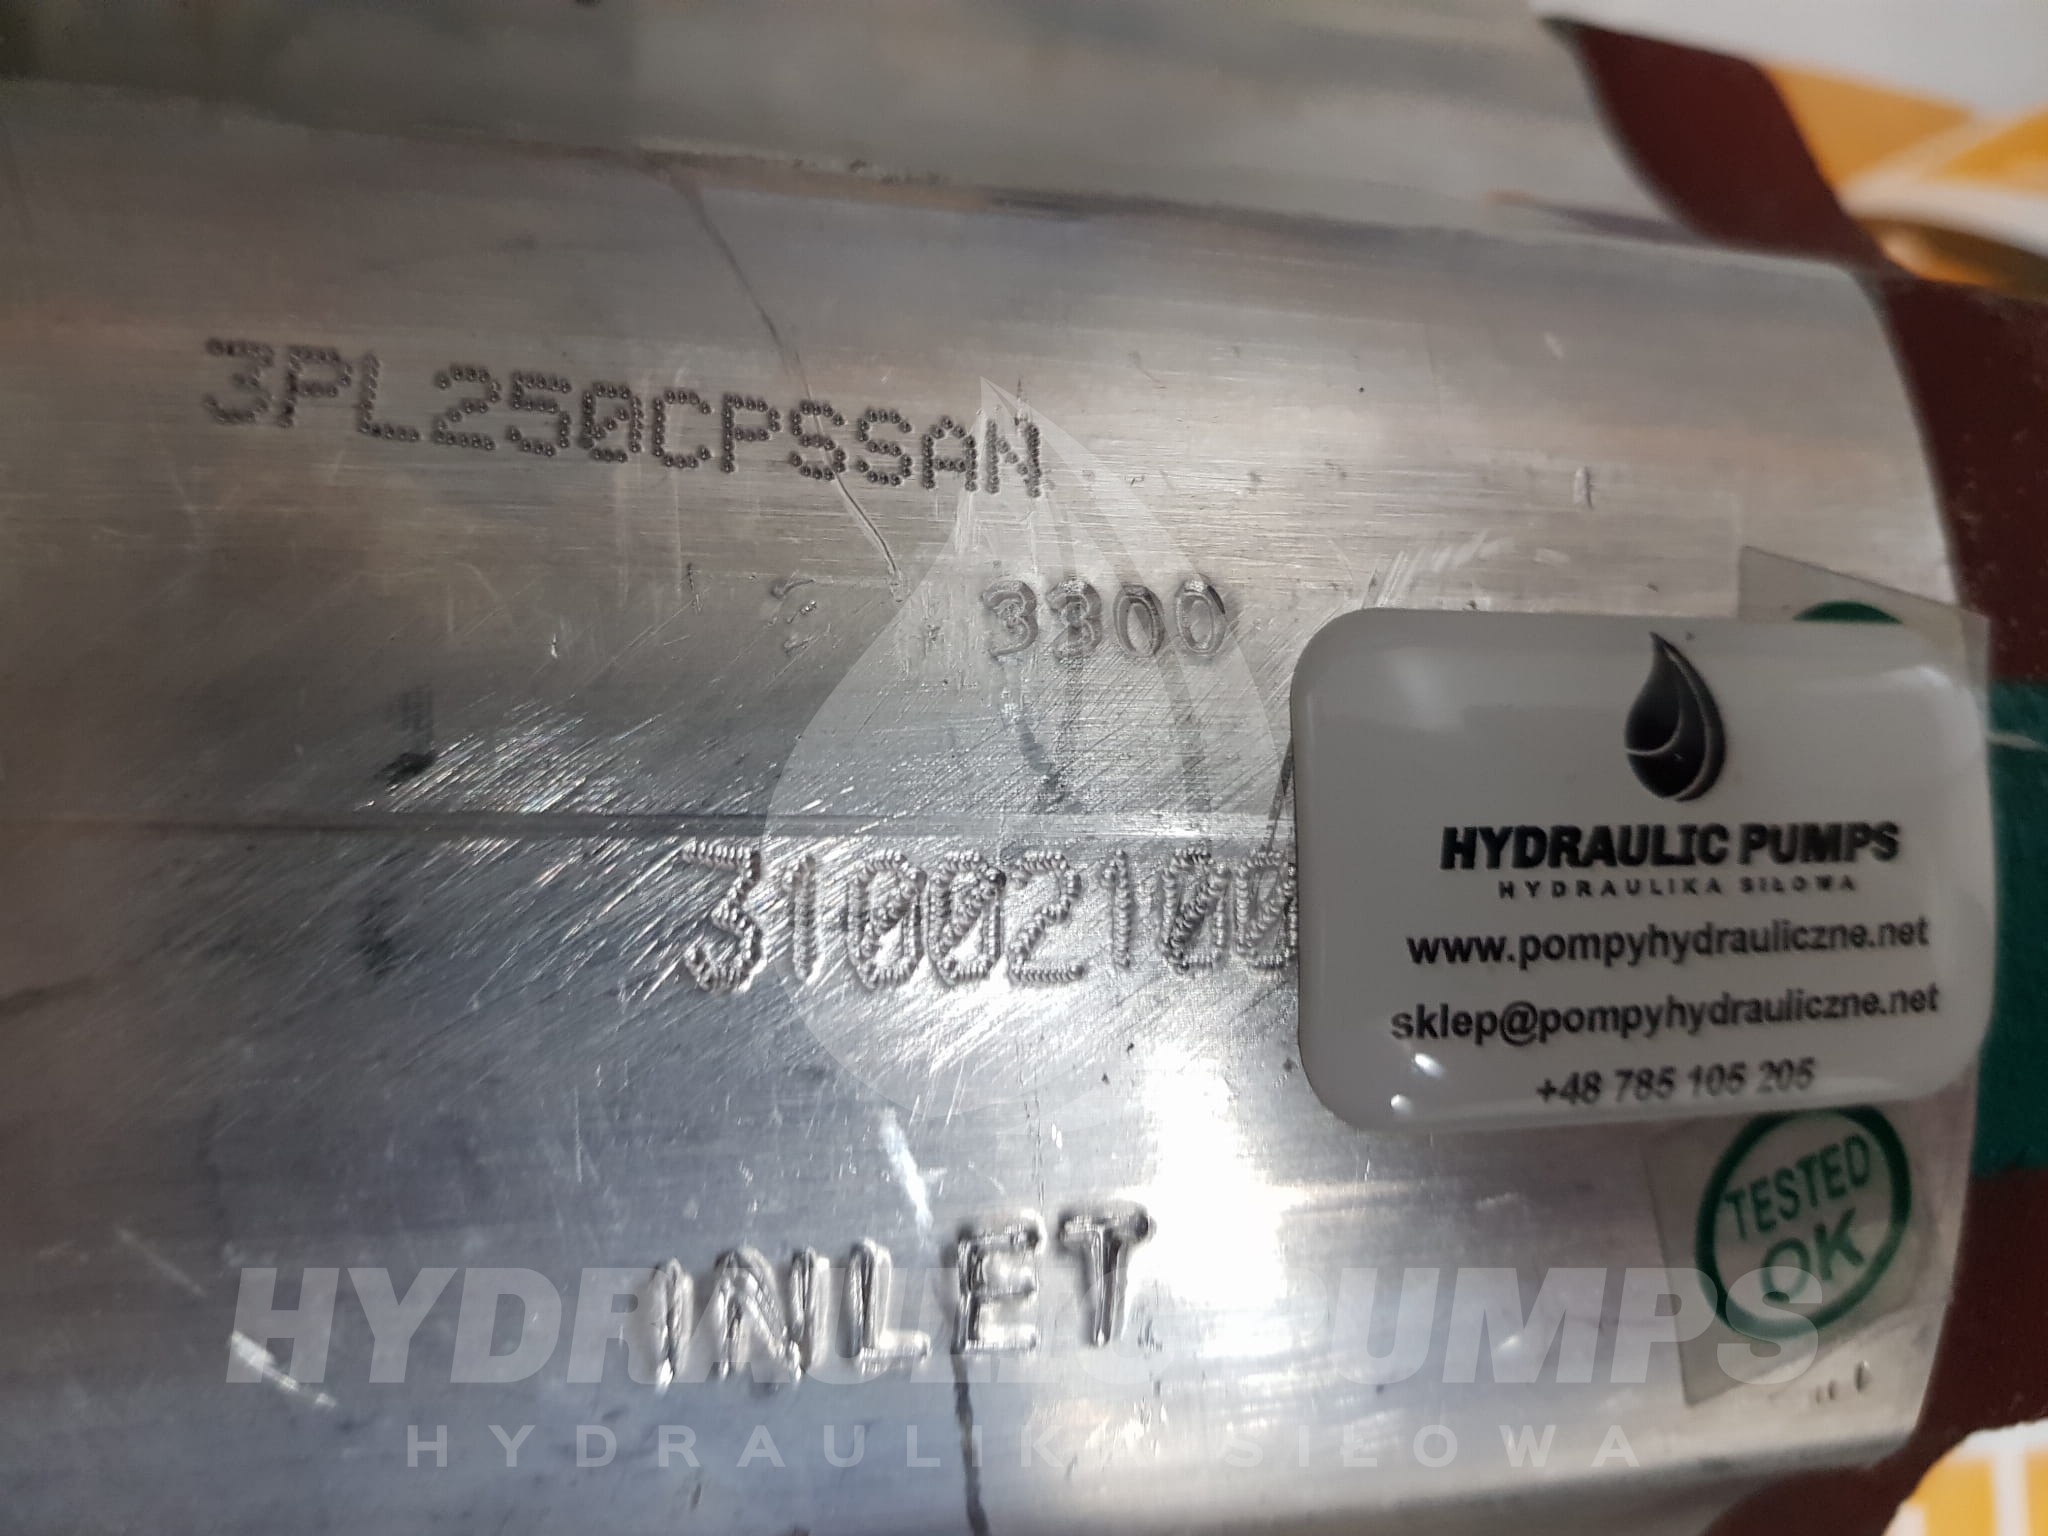 3PL250CPSSAN
3300
31002100
HYDRAULIC PUMPS
HYDRAULIKA SIŁOWA
www.pompyhydrauliczne.net
sklep@pompyhydrauliczne.net
+48 785 105 205
TESTED
OK
INLET
HYDRAULIC PUMPS
HYDRAULIKA SIŁOWA